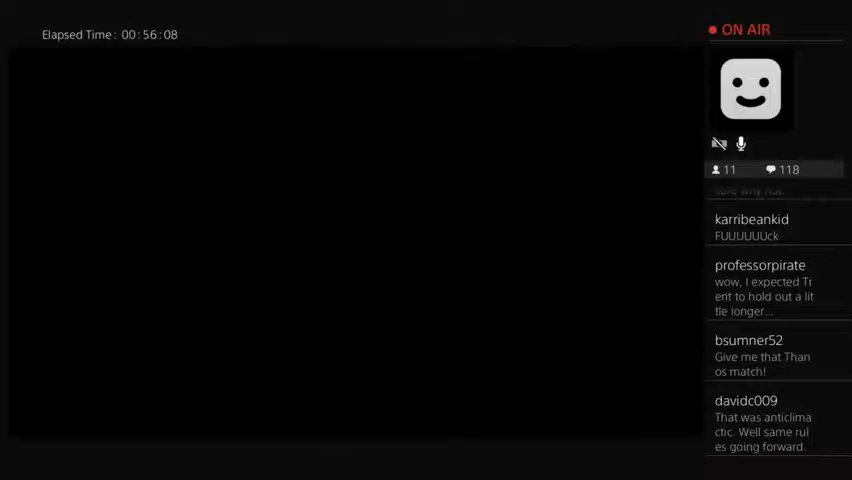 Elapsed Time: 00:56:08
ON AIR
11
118
karribeankid
FUUUUUUck
professorpirate
wow, I expected Tr
ent to hold out a lit
tle longer...
bsumner52
Give me that Than
os match!
davidc009
That was anticlima
ctic. Well same rul
es going forward.